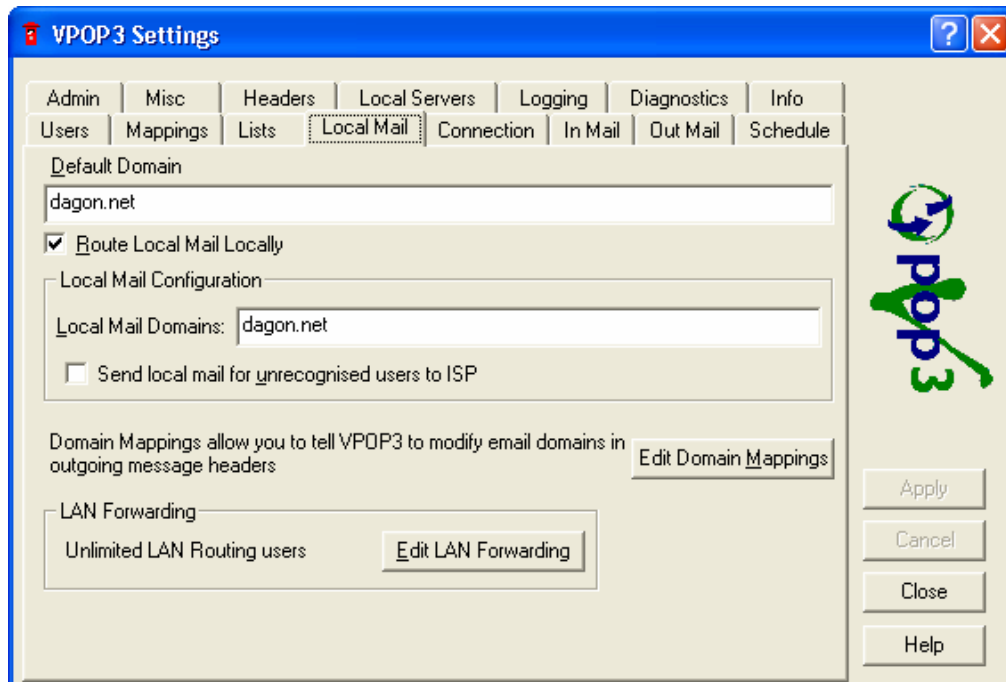 VPOP3 Settings
Admin Misc Headers Local Servers Logging Diagnostics Info
Users Mappings Lists Local Mail Connection In Mail Out Mail Schedule
Default Domain
dagon.net
Route Local Mail Locally
Local Mail Configuration
Local Mail Domains: dagon.net
Send local mail for unrecognised users to ISP
Domain Mappings allow you to tell VPOP3 to modify email domains in
outgoing message headers
Edit Domain Mappings
LAN Forwarding
Unlimited LAN Routing users
Edit LAN Forwarding
Vpop3
Apply
Cancel
Close
Help